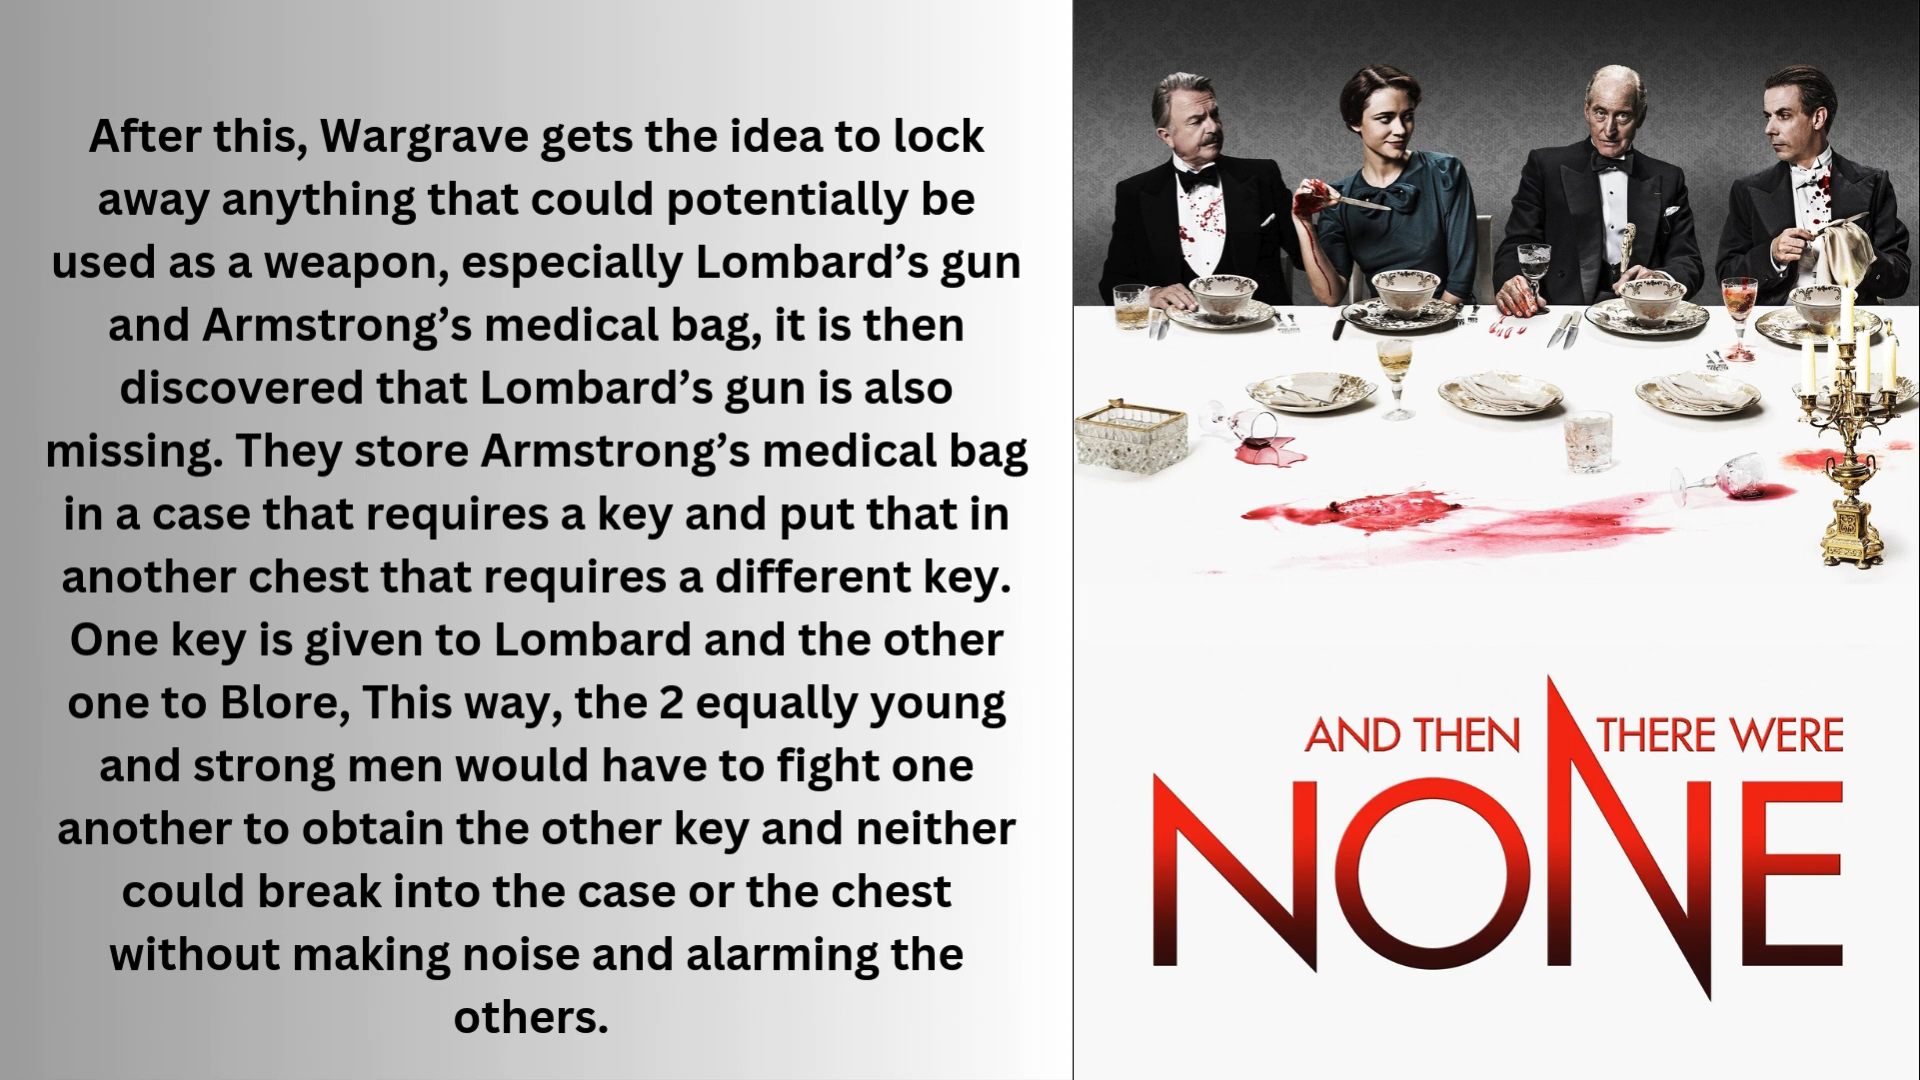 After this, Wargrave gets the idea to lock
away anything that could potentially be
used as a weapon, especially Lombard’s gun
and Armstrong’s medical bag, it is then
discovered that Lombard’s gun is also
missing. They store Armstrong’s medical bag
in a case that requires a key and put that in
another chest that requires a different key.
One key is given to Lombard and the other
one to Blore, This way, the 2 equally young
and strong men would have to fight one
another to obtain the other key and neither
could break into the case or the chest
without making noise and alarming the
others.
AND THEN THERE WERE
NONE